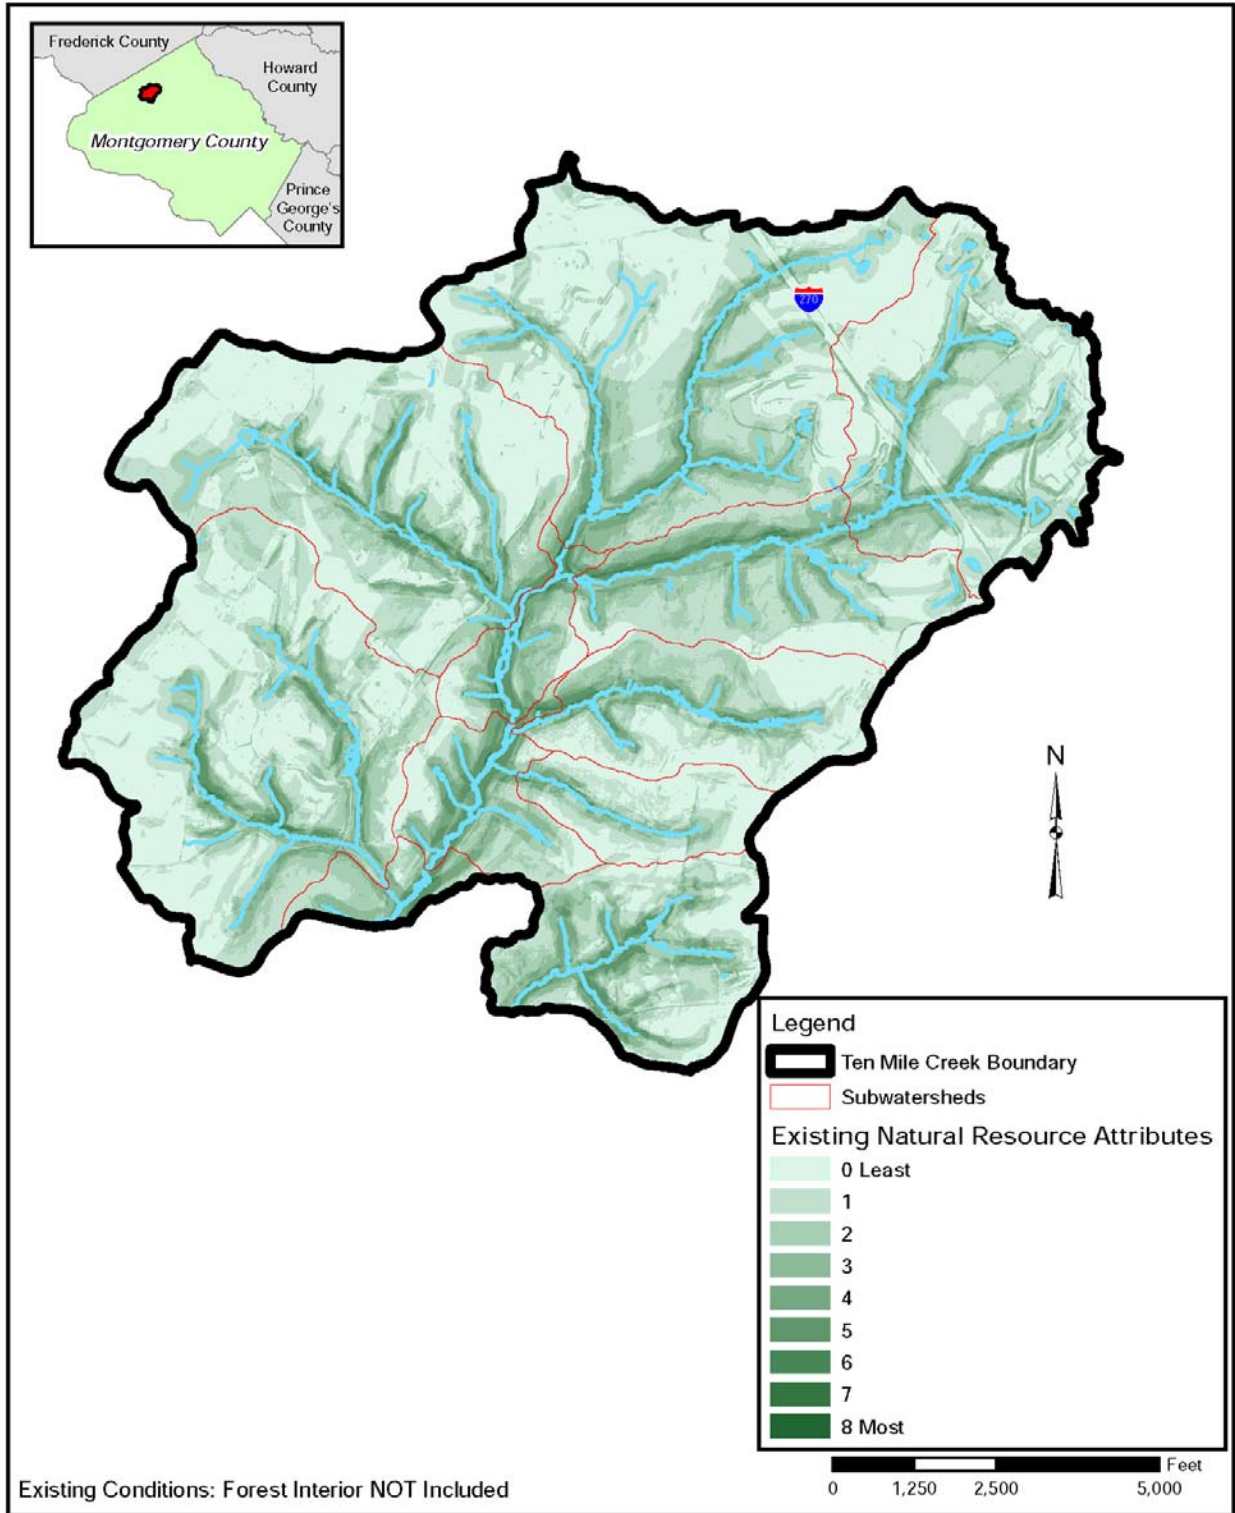 Frederick County
Howard
County
Montgomery County
Prince
George's
County
270
N
Legend
Ten Mile Creek Boundary
Subwatersheds
Existing Natural Resource Attributes
0 Least
1
2
3
4
5
6
7
8 Most
Feet
0 1,250 2,500 5,000
Existing Conditions: Forest Interior NOT Included